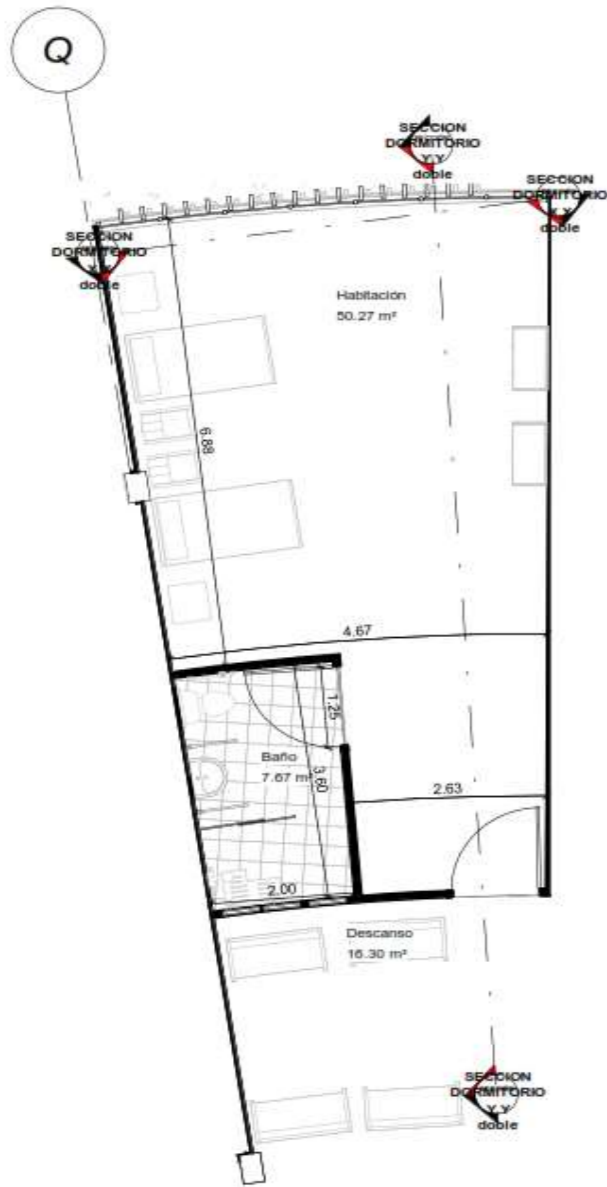 Q
SECCION
DORMITORIO
Y Y
doble
SECCION
DORMITORIO
Y Y
doble
SECCION
DORMITORIO
Y Y
doble
Habitación
50.27 m²
6.88
4.67
1.25
Baño
7.67 m²
3.60
2.63
2.00
Descanso
16.30 m²
SECCION
DORMITORIO
Y Y
doble